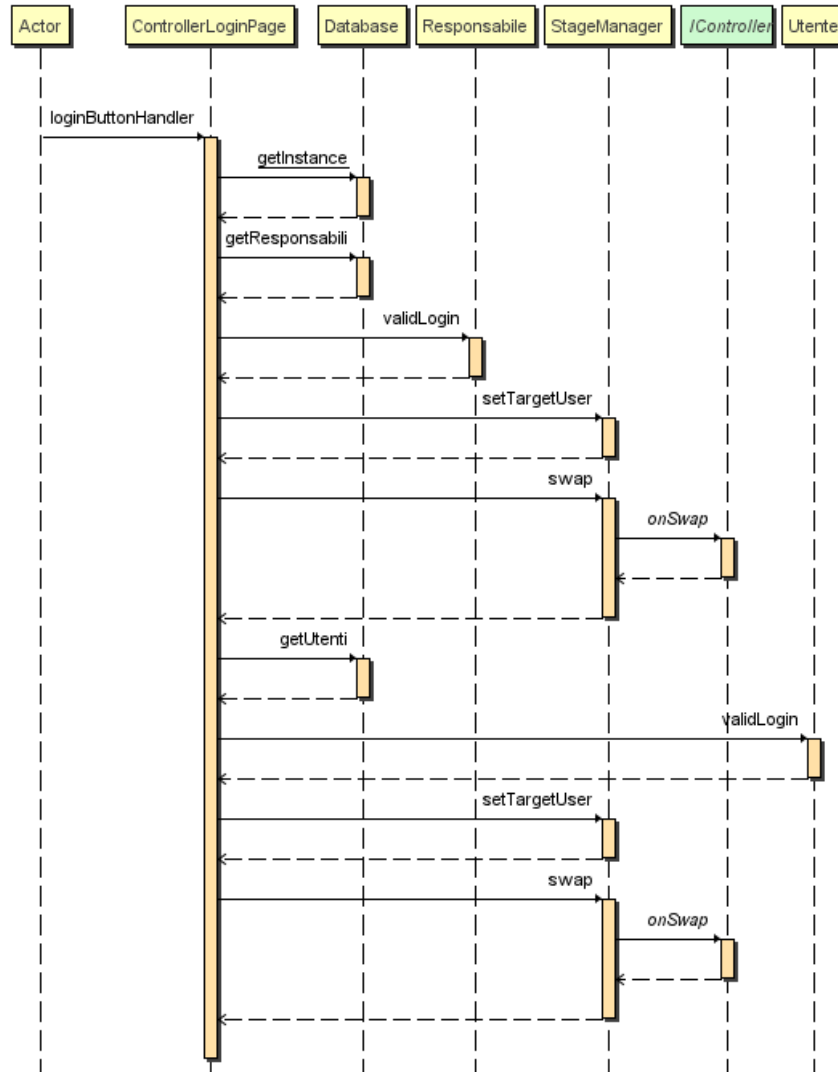 Actor ControllerLoginPage Database Responsabile StageManager IController Utente
loginButtonHandler
getInstance
getResponsabili
validLogin
setTargetUser
swap
onSwap
getUtenti
validLogin
setTargetUser
swap
onSwap